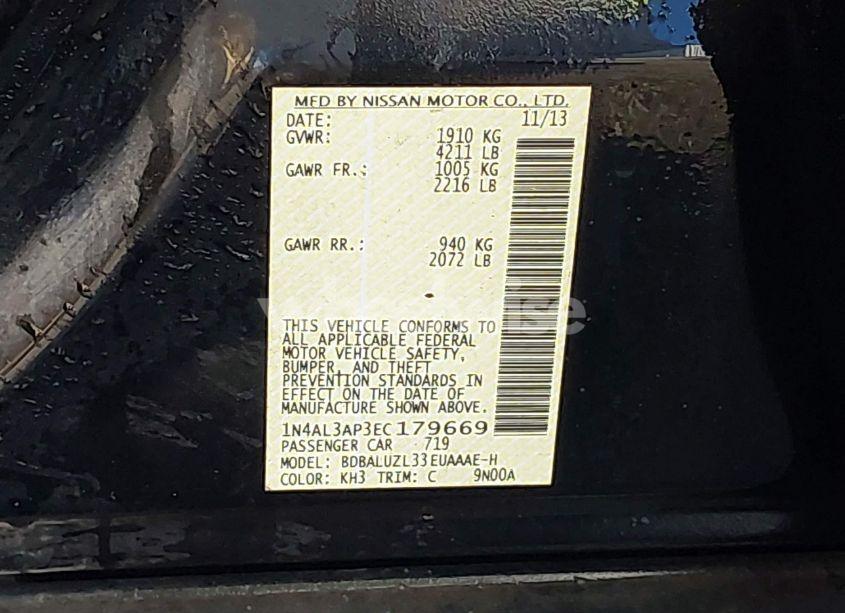 MFD BY NISSAN MOTOR CO., LTD.
DATE: 11/13
GVWR: 1910 KG
4211 LB
GAWR FR.: 1005 KG
2216 LB
GAWR RR.: 940 KG
2072 LB
THIS VEHICLE CONFORMS TO
ALL APPLICABLE FEDERAL
MOTOR VEHICLE SAFETY,
BUMPER, AND THEFT
PREVENTION STANDARDS IN
EFFECT ON THE DATE OF
MANUFACTURE SHOWN ABOVE.
1N4AL3AP3EC179669
PASSENGER CAR 719
MODEL: BDBALUZL33EUAAAE-H
COLOR: KH3 TRIM: C 9N00A